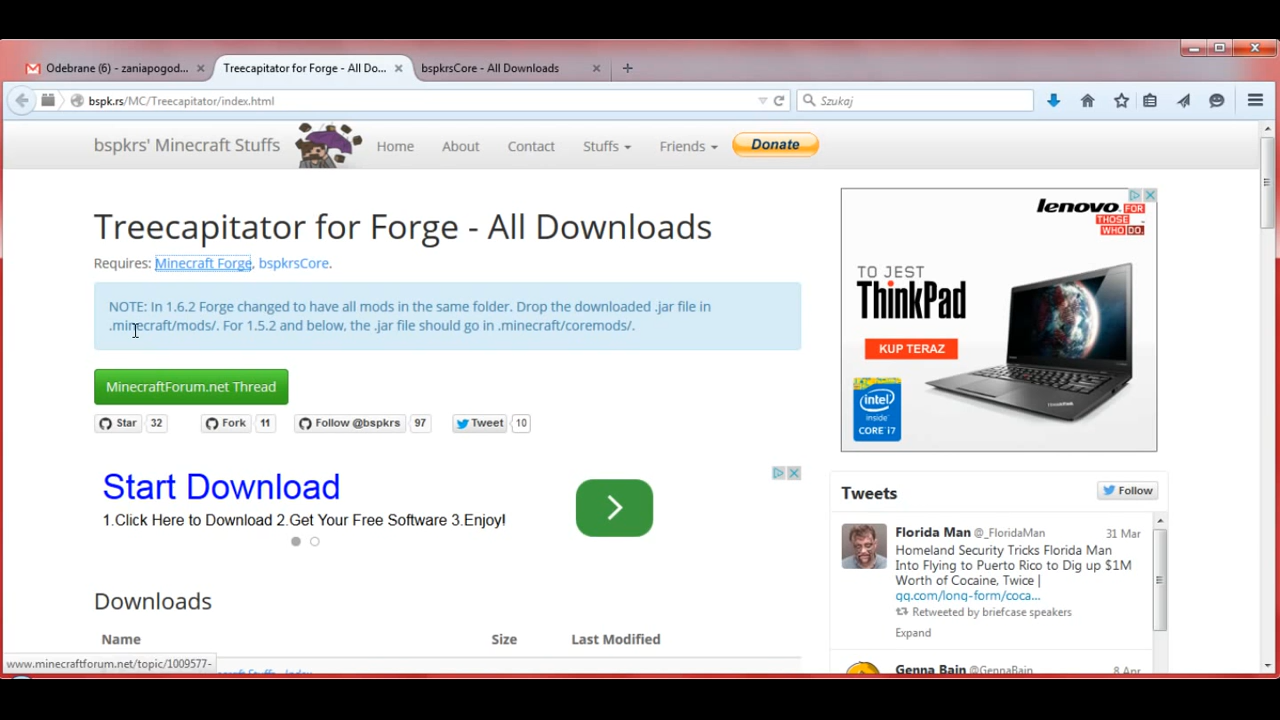 Odebrane (6) - zaniapogod...
Treecapitator for Forge - All Do...
bspkrsCore - All Downloads
bspk.rs/MC/Treecapitator/index.html
Szukaj
bspkrs' Minecraft Stuffs
Home
About
Contact
Stuffs
Friends
Donate
Treecapitator for Forge - All Downloads
Requires: Minecraft Forge, bspkrsCore.
NOTE: In 1.6.2 Forge changed to have all mods in the same folder. Drop the downloaded .jar file in
.minecraft/mods/. For 1.5.2 and below, the .jar file should go in .minecraft/coremods/.
MinecraftForum.net Thread
Star 32
Fork 11
Follow @bspkrs 97
Tweet 10
Start Download
1.Click Here to Download 2.Get Your Free Software 3.Enjoy!
Downloads
Name Size Last Modified
www.minecraftforum.net/topic/1009577-
lenovo FOR
THOSE
WHO DO.
TO JEST
ThinkPad
KUP TERAZ
intel
inside
CORE i7
Tweets
Follow
Florida Man @_FloridaMan 31 Mar
Homeland Security Tricks Florida Man
Into Flying to Puerto Rico to Dig up $1M
Worth of Cocaine, Twice |
qq.com/long-form/coca...
Retweeted by briefcase speakers
Expand
Genna Bain @GennaBain 8 Apr